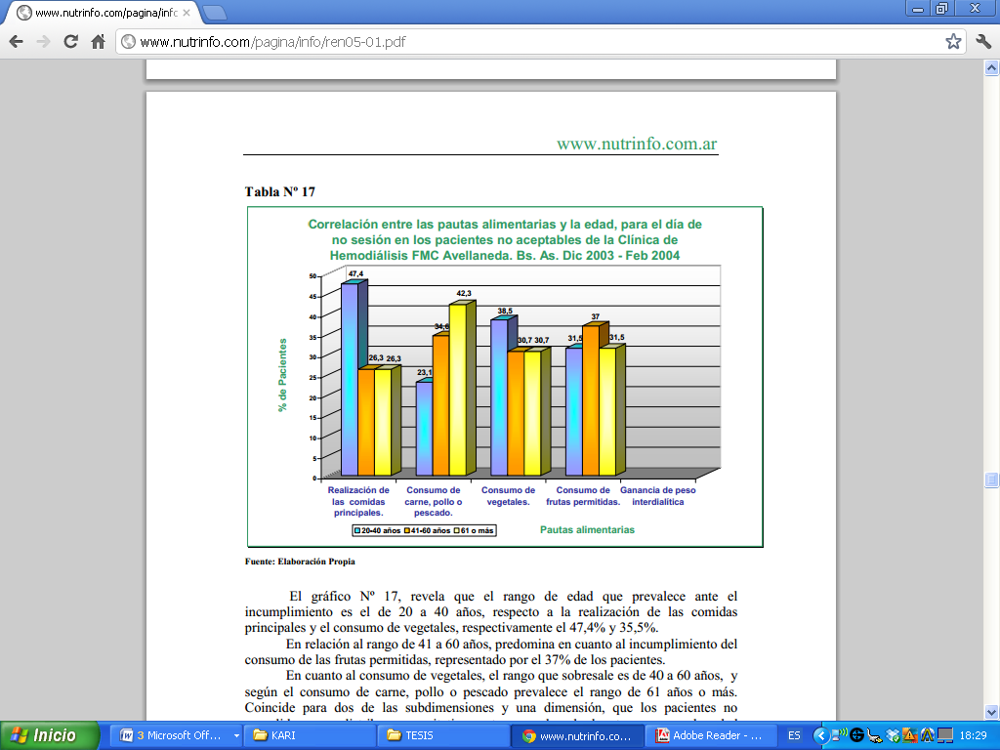 www.nutrinfo.com/pagina/info
www.nutrinfo.com/pagina/info/ren05-01.pdf
www.nutrinfo.com.ar
Tabla Nº 17
Correlación entre las pautas alimentarias y la edad, para el día de
no sesión en los pacientes no aceptables de la Clínica de
Hemodiálisis FMC Avellaneda. Bs. As. Dic 2003 - Feb 2004
% de Pacientes
50
45
40
35
30
25
20
15
10
5
0
47,4
26,3 26,3
23,1
34,6
42,3
38,5
30,7 30,7
31,5
37
31,5
Realización de
las comidas
principales.
Consumo de
carne, pollo o
pescado.
Consumo de
vegetales.
Consumo de
frutas permitidas.
Ganancia de peso
interdialítica
20-40 años 41-60 años 61 o más
Pautas alimentarias
Fuente: Elaboración Propia
El gráfico Nº 17, revela que el rango de edad que prevalece ante el
incumplimiento es el de 20 a 40 años, respecto a la realización de las comidas
principales y el consumo de vegetales, respectivamente el 47,4% y 35,5%.
En relación al rango de 41 a 60 años, predomina en cuanto al incumplimiento del
consumo de las frutas permitidas, representado por el 37% de los pacientes.
En cuanto al consumo de vegetales, el rango que sobresale es de 40 a 60 años, y
según el consumo de carne, pollo o pescado prevalece el rango de 61 años o más.
Coincide para dos de las subdimensiones y una dimensión, que los pacientes no
Inicio
3 Microsoft Off...
KARI
TESIS
www.nutrinfo.co...
Adobe Reader - ...
ES
18:29